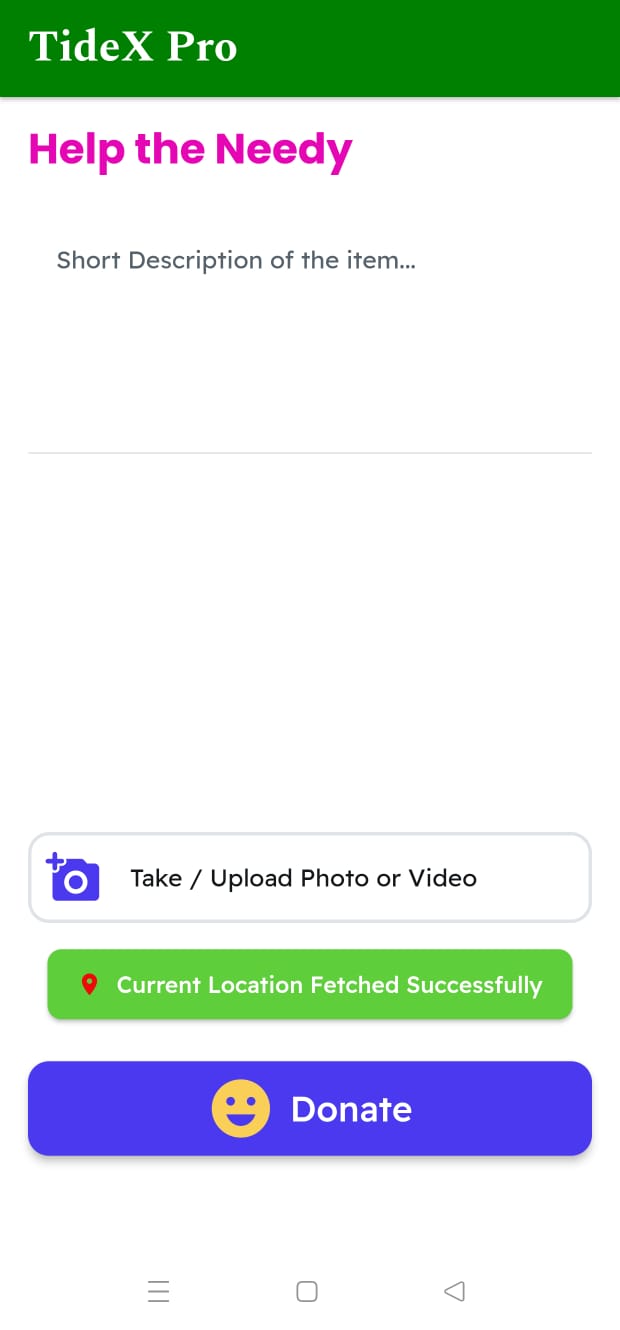 TideX Pro
Help the Needy
Short Description of the item...
Take / Upload Photo or Video
Current Location Fetched Successfully
Donate